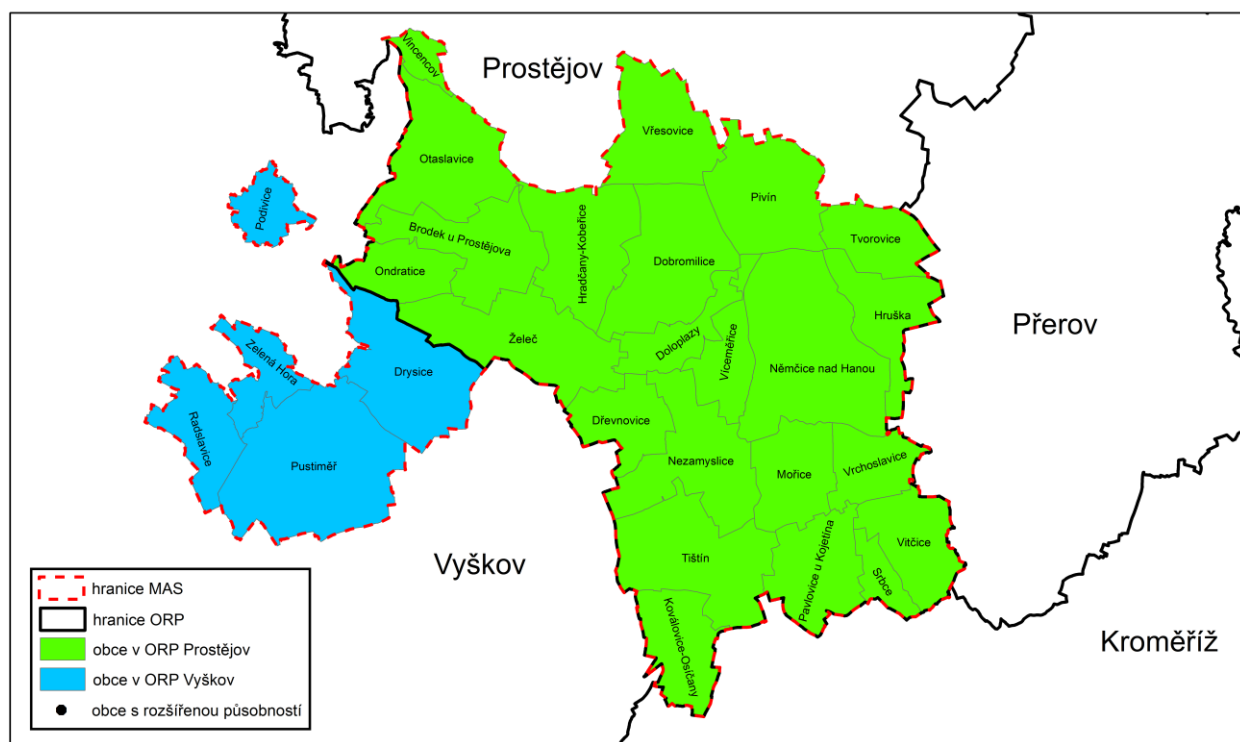 Vincencov
Prostějov
Vřesovice
Otaslavice
Pivín
Podivice
Brodek u Prostějova
Hradčany-Kobeřice
Tvorovice
Dobromilice
Ondratice
Hruška
Přerov
Želeč
Doloplazy
Víceměřice
Zelená Hora
Drysice
Němčice nad Hanou
Radslavice
Dřevnovice
Pustiměř
Nezamyslice
Mořice
Vrchoslavice
Vyškov
Tištín
Pavlovice u Kojetína
Vitčice
Srbce
Koválovice-Osíčany
Kroměříž
hranice MAS
hranice ORP
obce v ORP Prostějov
obce v ORP Vyškov
obce s rozšířenou působností